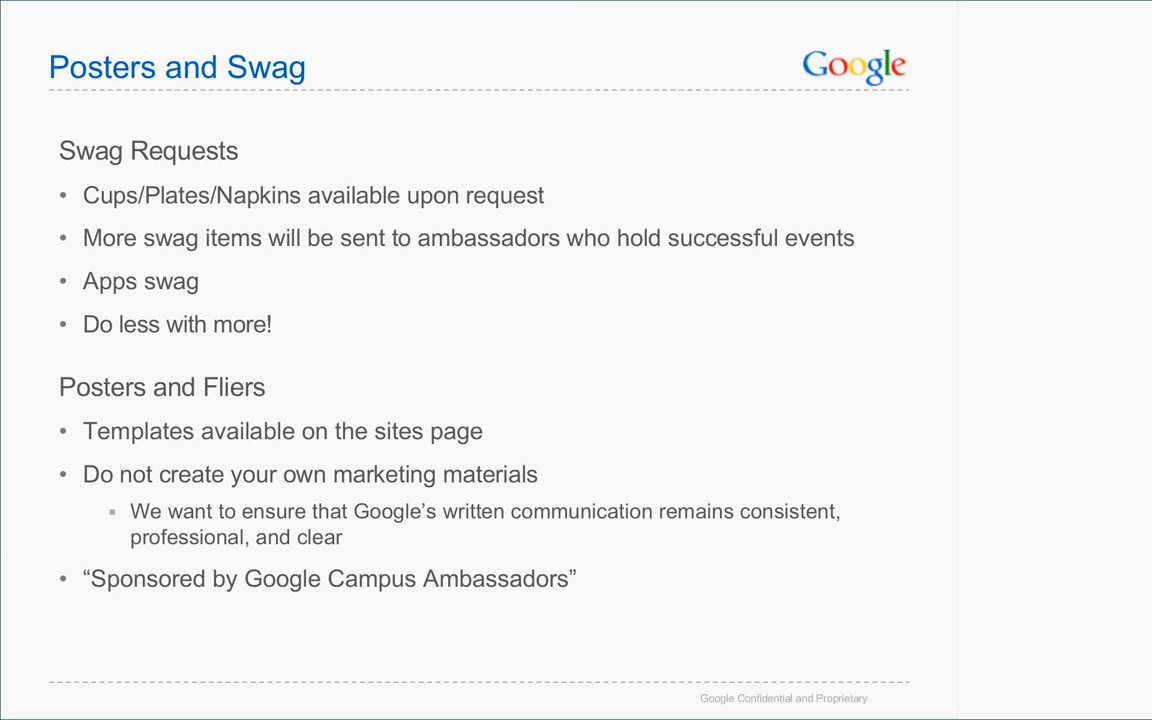 Posters and Swag
Google
Swag Requests
• Cups/Plates/Napkins available upon request
• More swag items will be sent to ambassadors who hold successful events
• Apps swag
• Do less with more!
Posters and Fliers
• Templates available on the sites page
• Do not create your own marketing materials
▪ We want to ensure that Google’s written communication remains consistent,
professional, and clear
• “Sponsored by Google Campus Ambassadors”
Google Confidential and Proprietary